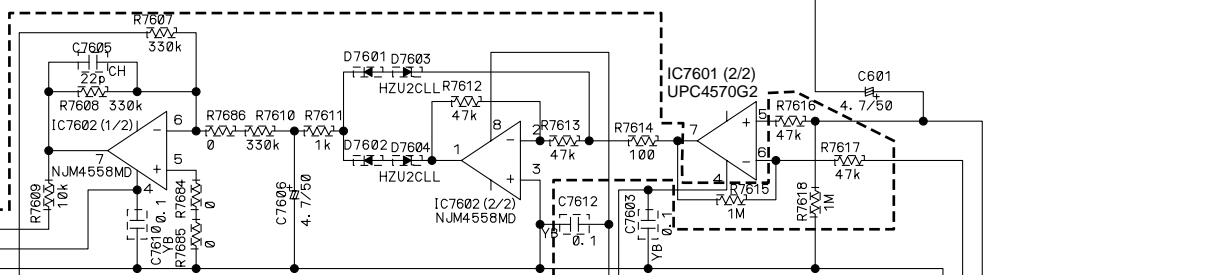 R7607
330k
C7605
CH
22p
R7608 330k
IC7602(1/2)
6
7
5
NJM4558MD
4
R7609
10k
C7610
0.1
YB
R7684
0
R7685
0
R7686
0
R7610
330k
R7611
1k
C7606
4.7/50
D7601
D7603
HZU2CLL
D7602
D7604
HZU2CLL
R7612
47k
8
1
2
3
IC7602(2/2)
NJM4558MD
R7613
47k
R7614
100
C7612
YB
0.1
C7603
YB
0.1
IC7601 (2/2)
UPC4570G2
7
5
6
4
R7615
1M
R7616
47k
R7617
47k
R7618
1M
C601
4.7/50